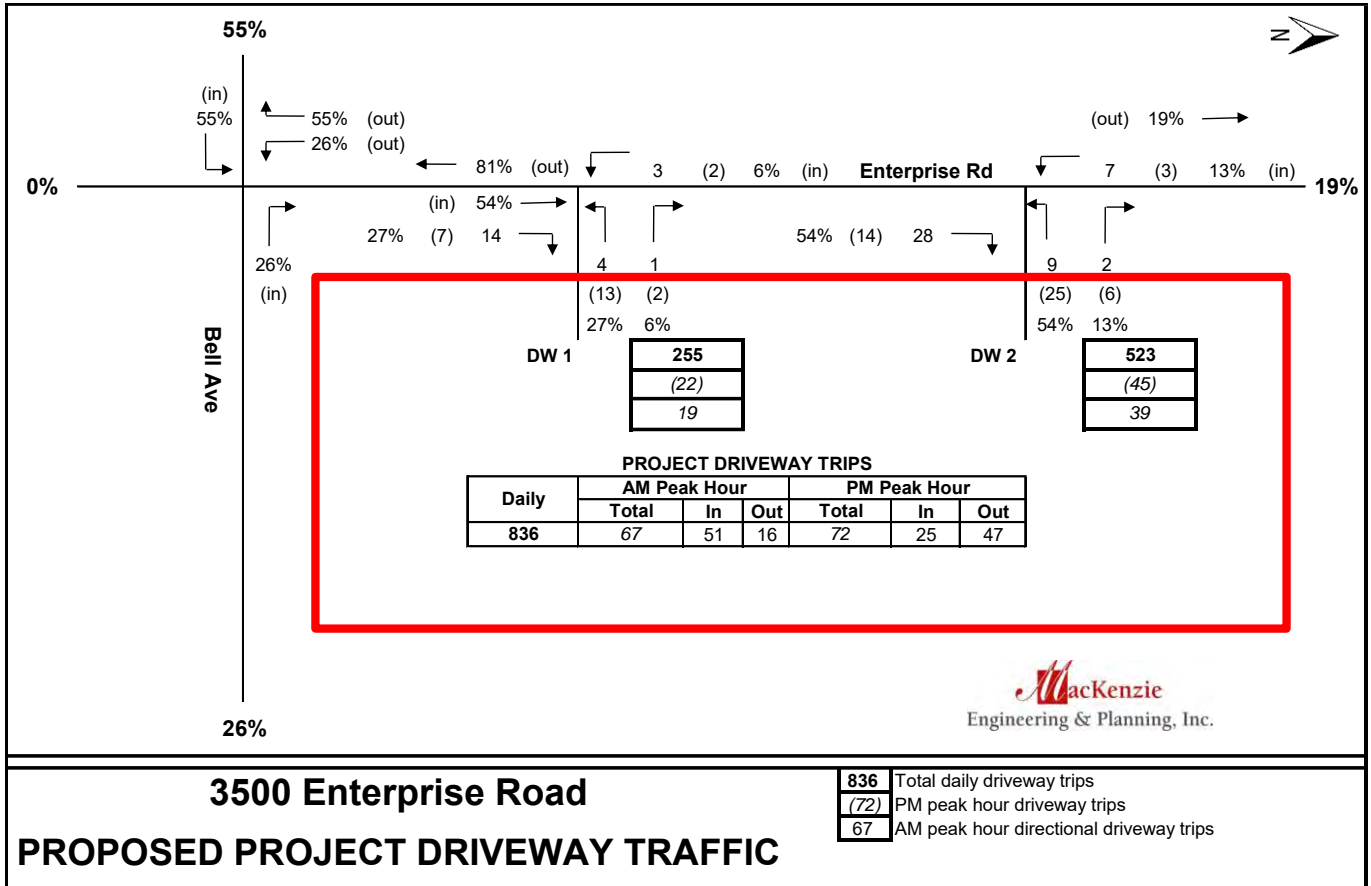 55%
N
(in)
55%
55% (out)
26% (out)
(out) 19%
81% (out)
3 (2) 6% (in)
Enterprise Rd
7 (3) 13% (in)
0%
19%
(in) 54%
27% (7) 14
54% (14) 28
26%
(in)
4 1
(13) (2)
27% 6%
9 2
(25) (6)
54% 13%
Bell Ave
DW 1
255
(22)
19
DW 2
523
(45)
39
PROJECT DRIVEWAY TRIPS
Daily AM Peak Hour PM Peak Hour
Total In Out Total In Out
836 67 51 16 72 25 47
26%
MacKenzie
Engineering & Planning, Inc.
3500 Enterprise Road
PROPOSED PROJECT DRIVEWAY TRAFFIC
836 Total daily driveway trips
(72) PM peak hour driveway trips
67 AM peak hour directional driveway trips